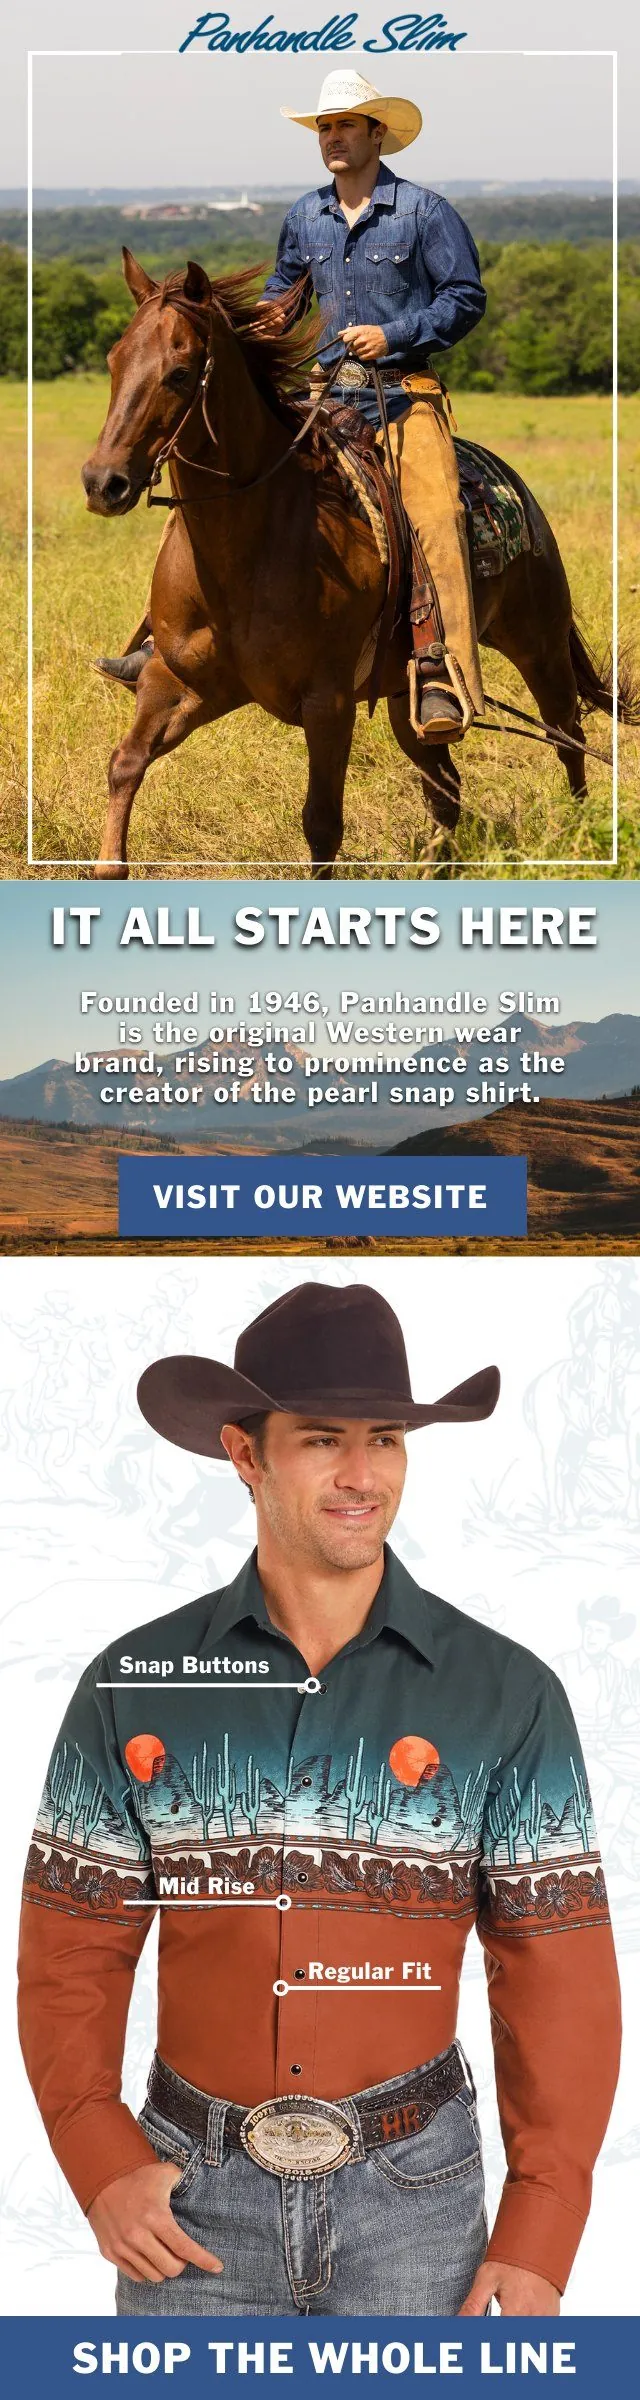 Panhandle Slim
IT ALL STARTS HERE
Founded in 1946, Panhandle Slim
is the original Western wear
brand, rising to prominence as the
creator of the pearl snap shirt.
VISIT OUR WEBSITE
Snap Buttons
Mid Rise
Regular Fit
HR
SHOP THE WHOLE LINE